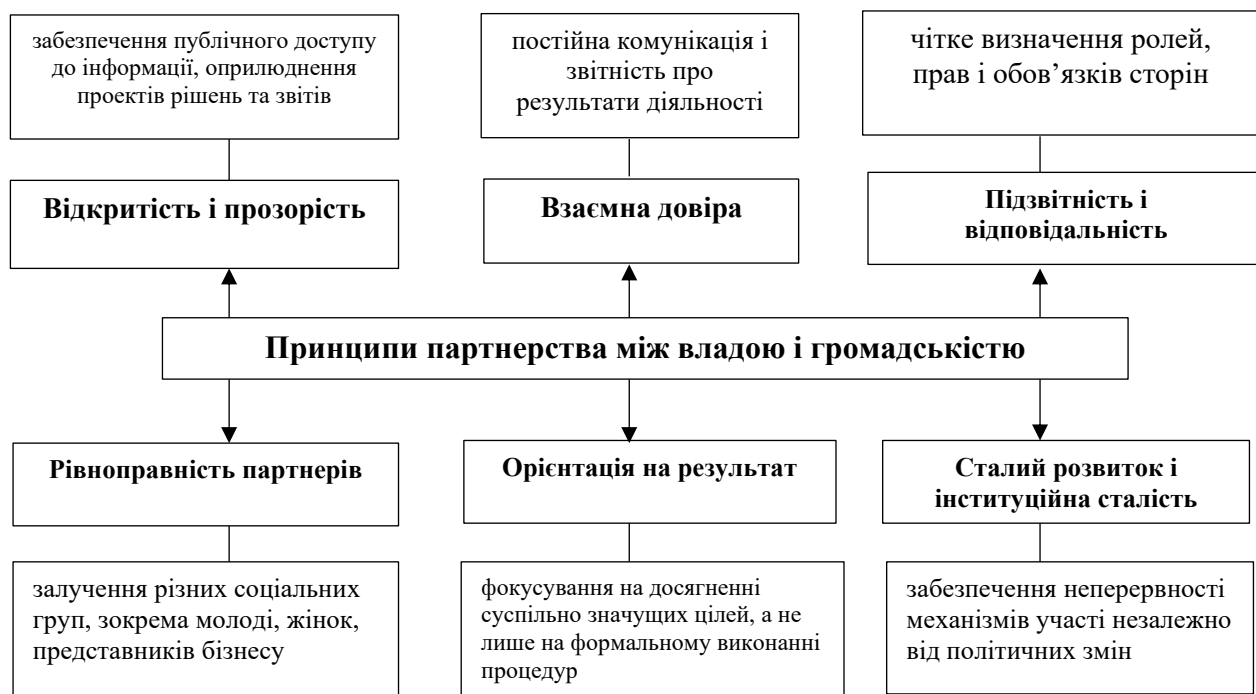 забезпечення публічного доступу
до інформації, оприлюднення
проектів рішень та звітів
постійна комунікація і
звітність про
результати діяльності
чітке визначення ролей,
прав і обов’язків сторін
Відкритість і прозорість
Взаємна довіра
Підзвітність і
відповідальність
Принципи партнерства між владою і громадськістю
Рівноправність партнерів
Орієнтація на результат
Сталий розвиток і
інституційна сталість
залучення різних соціальних
груп, зокрема молоді, жінок,
представників бізнесу
фокусування на досягненні
суспільно значущих цілей, а не
лише на формальному виконанні
процедур
забезпечення неперервності
механізмів участі незалежно
від політичних змін